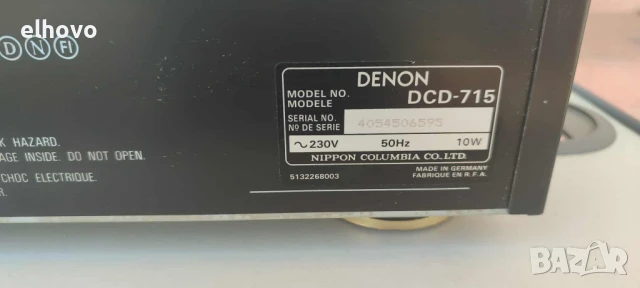 elhovo
D N FI
K HAZARD.
AGE INSIDE. DO NOT OPEN.
CHOC ELECTRIQUE.
R.
DENON
MODEL NO.
MODELE
DCD-715
SERIAL NO.
Nº DE SERIE
4054506595
~230V 50Hz 10W
NIPPON COLUMBIA CO.,LTD.
5132268003
MADE IN GERMANY
FABRIQUE EN R.F.A.
BAZAR